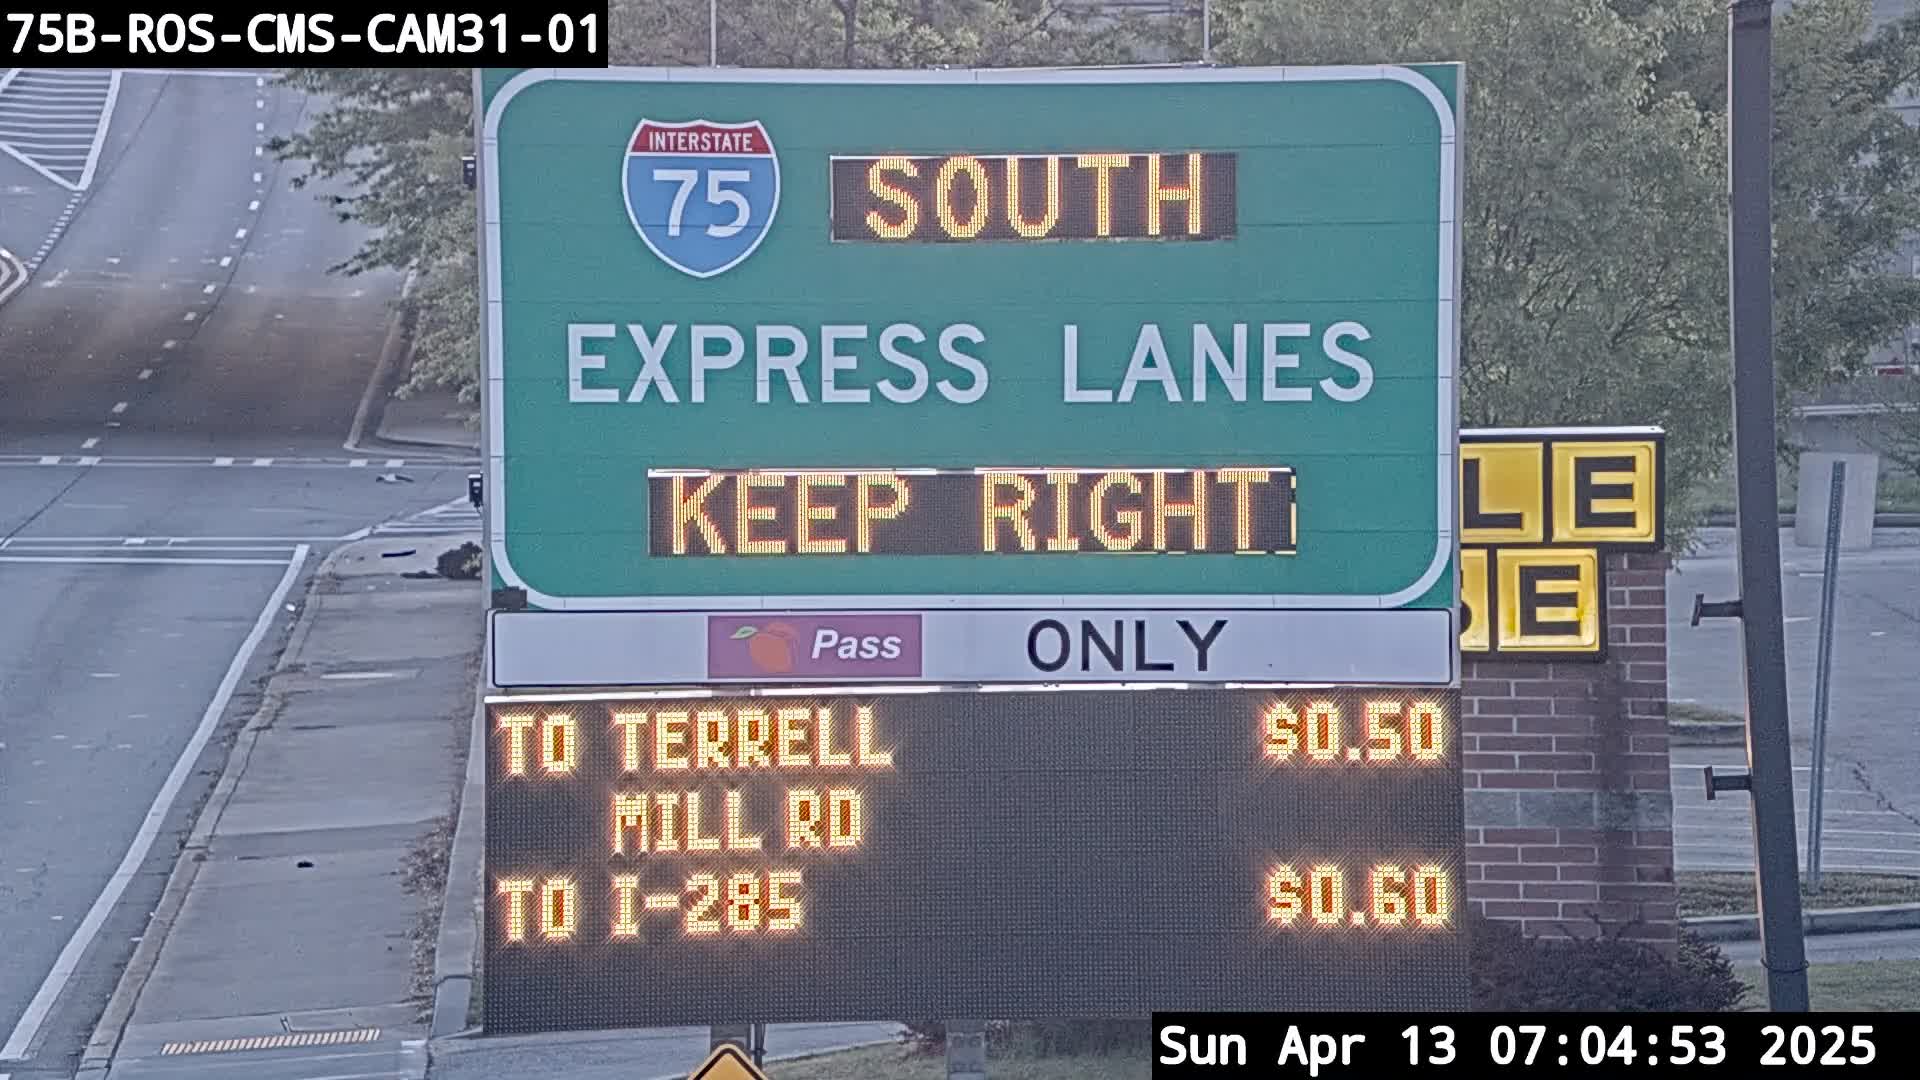 75B-ROS-CMS-CAM31-01
INTERSTATE
75
SOUTH
EXPRESS LANES
KEEP RIGHT
Pass ONLY
TO TERRELL $0.50
MILL RD
TO I-285 $0.60
LE
E
Sun Apr 13 07:04:53 2025